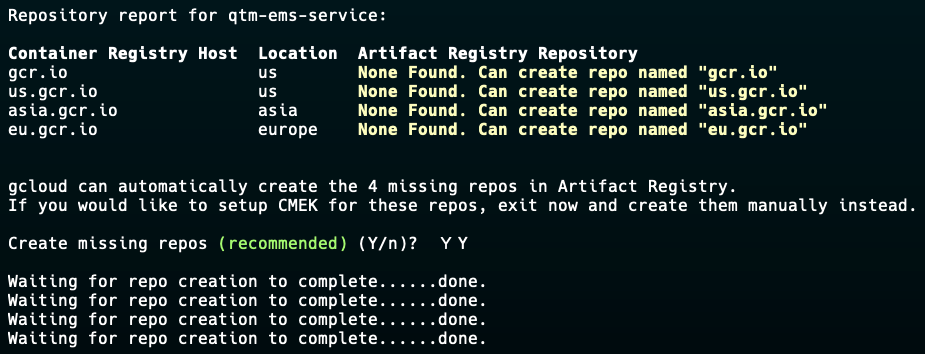 Repository report for qtm-ems-service:
Container Registry Host  Location  Artifact Registry Repository
gcr.io                   us        None Found. Can create repo named "gcr.io"
us.gcr.io                us        None Found. Can create repo named "us.gcr.io"
asia.gcr.io              asia      None Found. Can create repo named "asia.gcr.io"
eu.gcr.io                europe    None Found. Can create repo named "eu.gcr.io"
gcloud can automatically create the 4 missing repos in Artifact Registry.
If you would like to setup CMEK for these repos, exit now and create them manually instead.
Create missing repos (recommended) (Y/n)?  Y Y
Waiting for repo creation to complete......done.
Waiting for repo creation to complete......done.
Waiting for repo creation to complete......done.
Waiting for repo creation to complete......done.